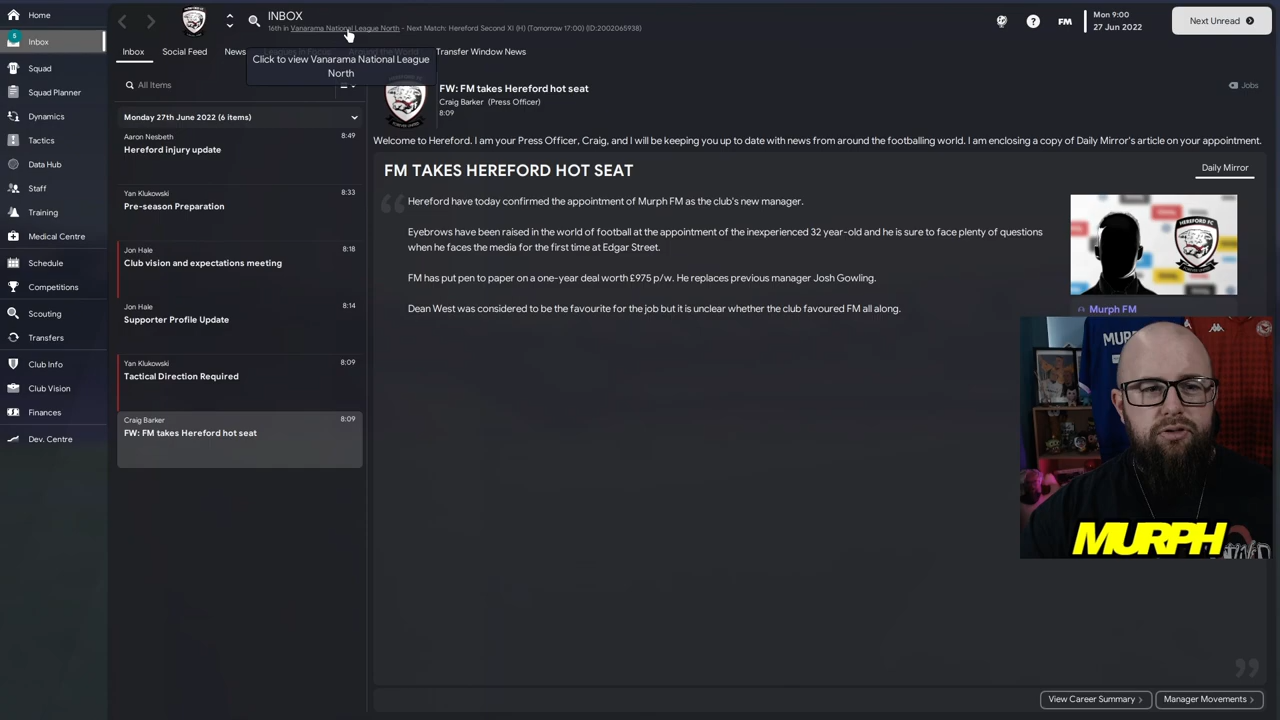 Home
5
Inbox
Squad
Squad Planner
Dynamics
Tactics
Data Hub
Staff
Training
Medical Centre
Schedule
Competitions
Scouting
Transfers
Club Info
Club Vision
Finances
Dev. Centre
INBOX
16th in Vanarama National League North - Next Match: Hereford Second XI (H) (Tomorrow 17:00) (ID:2002065938)
FM
Mon 9:00
27 Jun 2022
Next Unread
Inbox
Social Feed
News
Transfer Window News
Click to view Vanarama National League
North
All Items
Monday 27th June 2022 (6 items)
Aaron Nesbeth 8:49
Hereford injury update
Yan Klukowski 8:33
Pre-season Preparation
Jon Hale 8:18
Club vision and expectations meeting
Jon Hale 8:14
Supporter Profile Update
Yan Klukowski 8:09
Tactical Direction Required
Craig Barker 8:09
FW: FM takes Hereford hot seat
FW: FM takes Hereford hot seat
Craig Barker (Press Officer)
8:09
Jobs
Welcome to Hereford. I am your Press Officer, Craig, and I will be keeping you up to date with news from around the footballing world. I am enclosing a copy of Daily Mirror's article on your appointment.
FM TAKES HEREFORD HOT SEAT
Daily Mirror
Hereford have today confirmed the appointment of Murph FM as the club's new manager.
Eyebrows have been raised in the world of football at the appointment of the inexperienced 32 year-old and he is sure to face plenty of questions
when he faces the media for the first time at Edgar Street.
FM has put pen to paper on a one-year deal worth £975 p/w. He replaces previous manager Josh Gowling.
Dean West was considered to be the favourite for the job but it is unclear whether the club favoured FM all along.
HEREFORD FC
Murph FM
MURPH
View Career Summary
Manager Movements